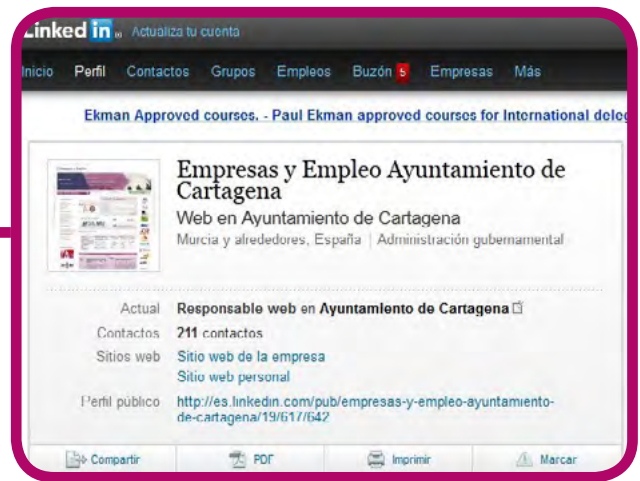 Linked in Actualiza tu cuenta
Inicio Perfil Contactos Grupos Empleos Buzón 5 Empresas Más
Ekman Approved courses. - Paul Ekman approved courses for International deleg
Empresas y Empleo Ayuntamiento de
Cartagena
Web en Ayuntamiento de Cartagena
Murcia y alrededores, España | Administración gubernamental
Actual Responsable web en Ayuntamiento de Cartagena
Contactos 211 contactos
Sitios web Sitio web de la empresa
Sitio web personal
Perfil público http://es.linkedin.com/pub/empresas-y-empleo-ayuntamiento-
de-cartagena/19/617/642
Compartir PDF Imprimir Marcar